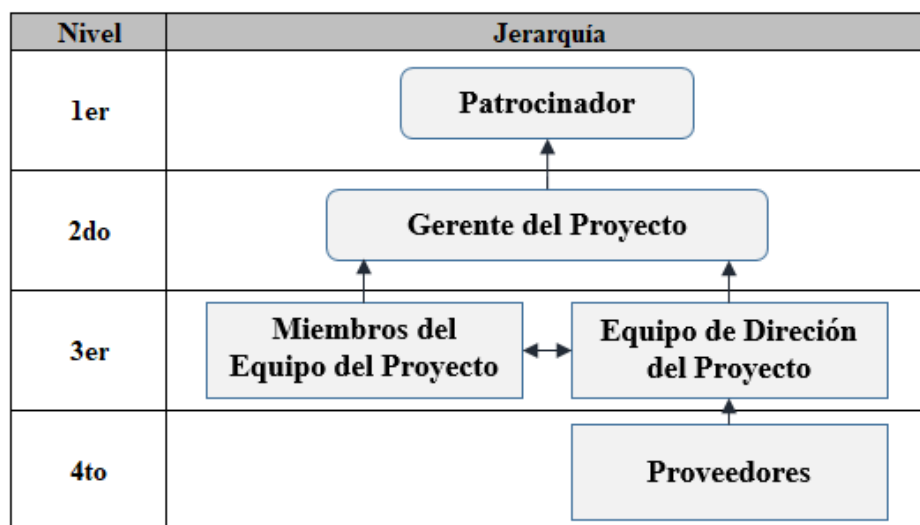 Nivel
Jerarquía
1er
Patrocinador
2do
Gerente del Proyecto
3er
Miembros del
Equipo del Proyecto
Equipo de Direción
del Proyecto
4to
Proveedores